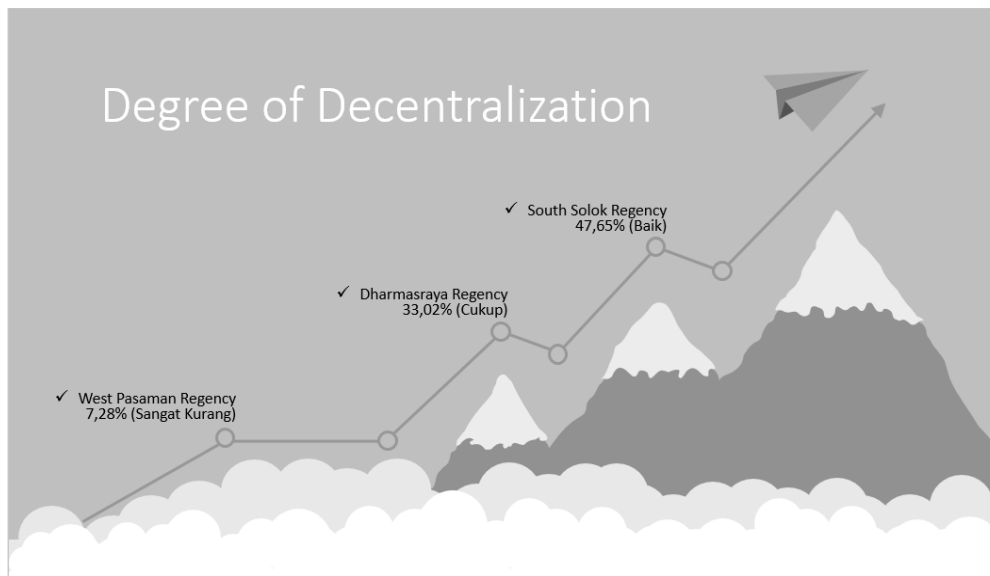 Degree of Decentralization
✓ South Solok Regency
47,65% (Baik)
✓ Dharmasraya Regency
33,02% (Cukup)
✓ West Pasaman Regency
7,28% (Sangat Kurang)